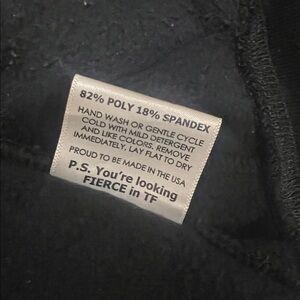 82% POLY 18% SPANDEX
HAND WASH OR GENTLE CYCLE
COLD WITH MILD DETERGENT
AND LIKE COLORS. REMOVE
IMMEDIATELY. LAY FLAT TO DRY
PROUD TO BE MADE IN THE USA
P.S. You're looking
FIERCE in TF